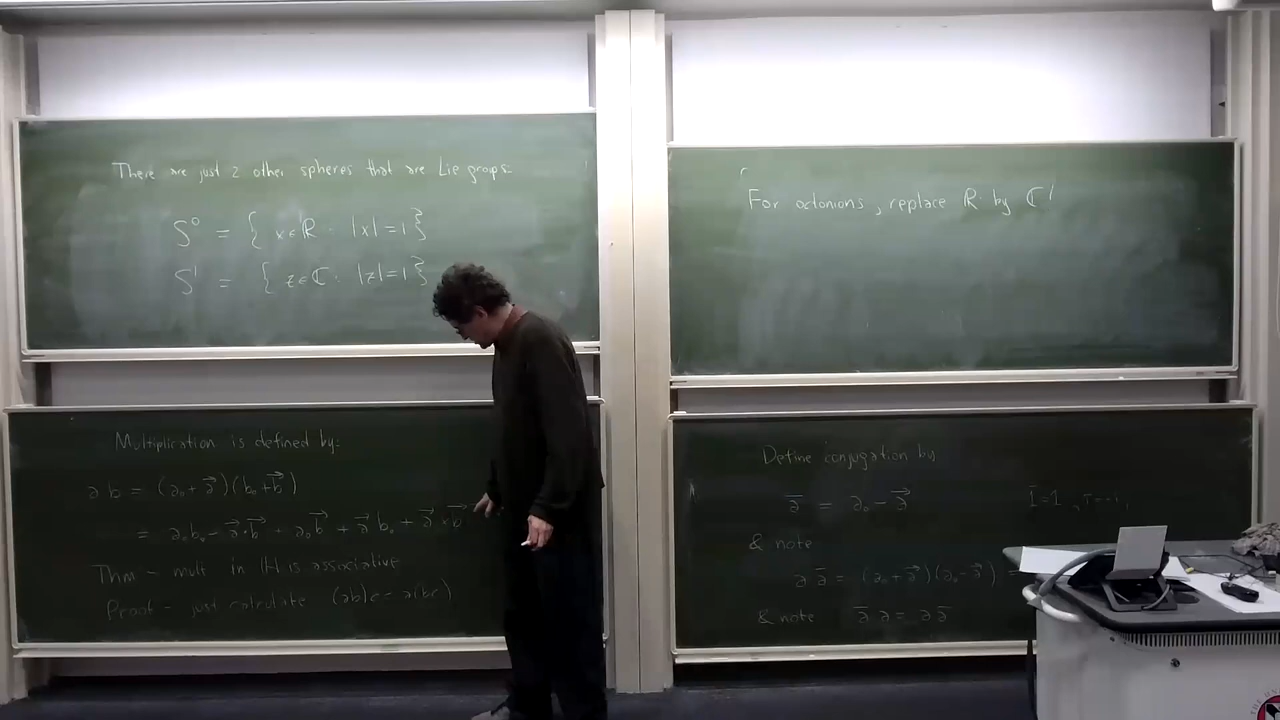 There are just 2 other spheres that are Lie groups:
S⁰ = { x∈ℝ : |x|=1 }
S¹ = { z∈ℂ : |z|=1 }
Multiplication is defined by:
a b = (a₀+a⃗)(b₀+b⃗)
= a₀b₀ - a⃗·b⃗ + a₀b⃗ + a⃗b₀ + a⃗×b⃗
Thm - mult in ℍ is associative
Proof - just calculate (ab)c = a(bc)
For octonions, replace ℝ by ℂ
Define conjugation by
a̅ = a₀ - a⃗
& note
a a̅ = (a₀+a⃗)(a₀-a⃗) =
& note a̅ a = a a̅